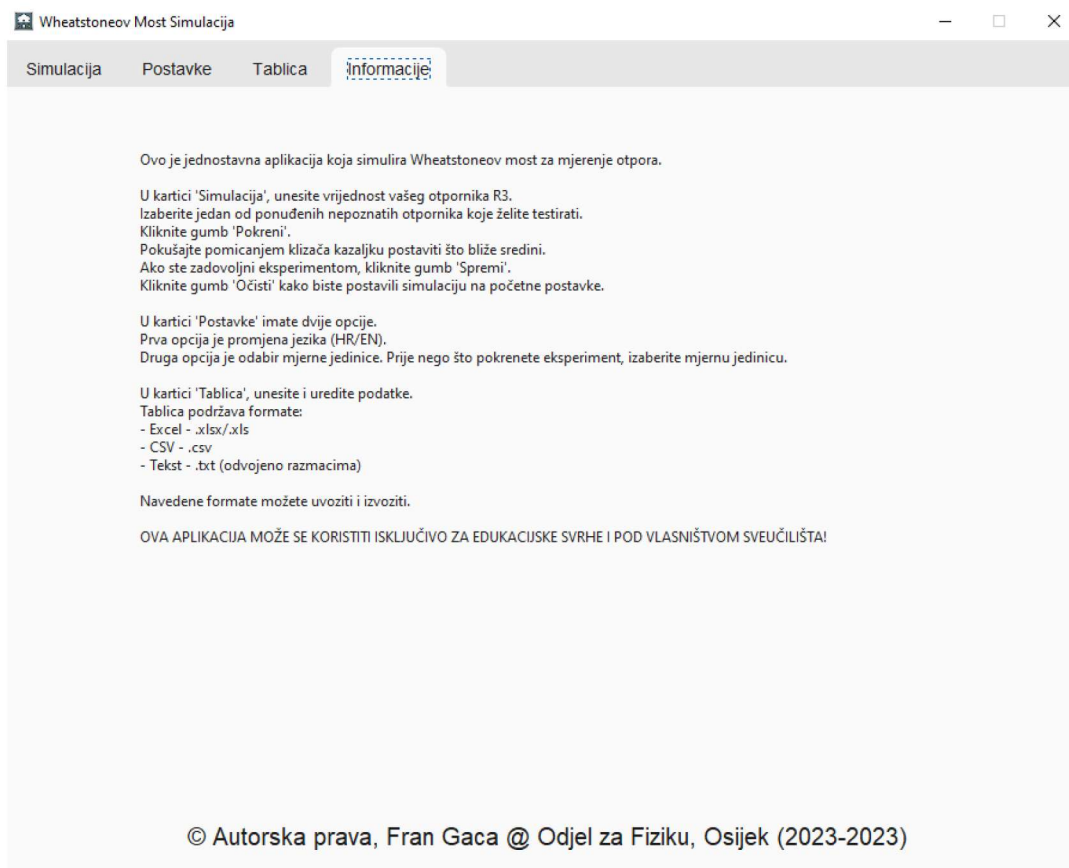 Wheatstoneov Most Simulacija
Simulacija Postavke Tablica Informacije
Ovo je jednostavna aplikacija koja simulira Wheatstoneov most za mjerenje otpora.
U kartici 'Simulacija', unesite vrijednost vašeg otpornika R3.
Izaberite jedan od ponuđenih nepoznatih otpornika koje želite testirati.
Kliknite gumb 'Pokreni'.
Pokušajte pomicanjem klizača kazaljku postaviti što bliže sredini.
Ako ste zadovoljni eksperimentom, kliknite gumb 'Spremi'.
Kliknite gumb 'Očisti' kako biste postavili simulaciju na početne postavke.
U kartici 'Postavke' imate dvije opcije.
Prva opcija je promjena jezika (HR/EN).
Druga opcija je odabir mjerne jedinice. Prije nego što pokrenete eksperiment, izaberite mjernu jedinicu.
U kartici 'Tablica', unesite i uredite podatke.
Tablica podržava formate:
- Excel - .xlsx/.xls
- CSV - .csv
- Tekst - .txt (odvojeno razmacima)
Navedene formate možete uvoziti i izvoziti.
OVA APLIKACIJA MOŽE SE KORISTITI ISKLJUČIVO ZA EDUKACIJSKE SVRHE I POD VLASNIŠTVOM SVEUČILIŠTA!
© Autorska prava, Fran Gaca @ Odjel za Fiziku, Osijek (2023-2023)